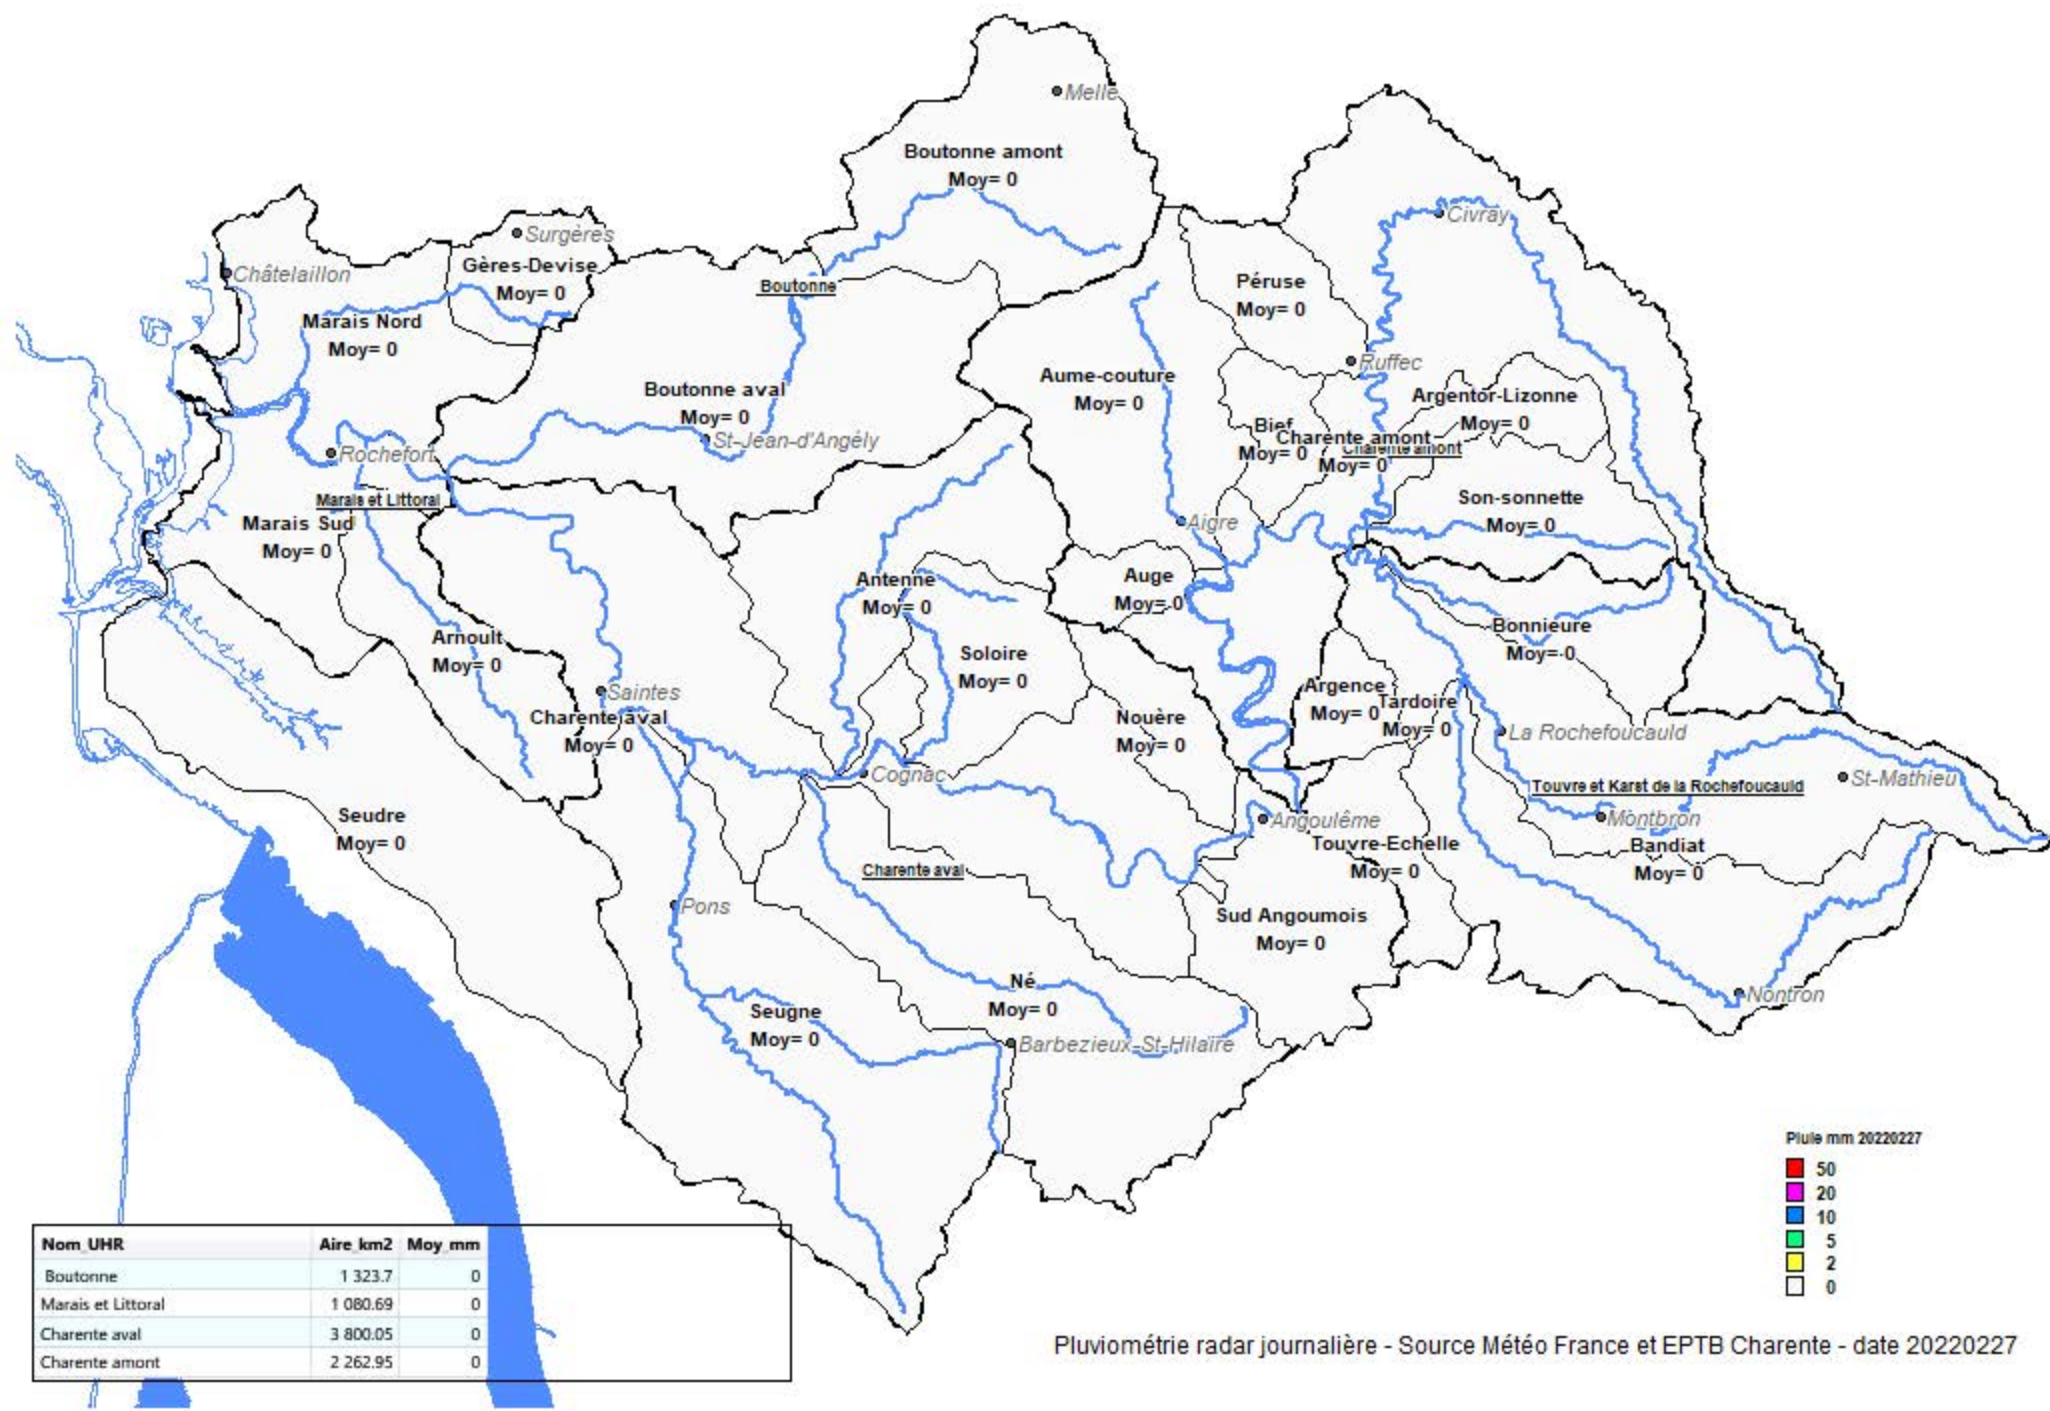 Melle
Boutonne amont
Moy= 0
Civray
Surgères
Châtelaillon
Gères-Devise
Moy= 0
Boutonne
Péruse
Moy= 0
Marais Nord
Moy= 0
Ruffec
Aume-couture
Moy= 0
Boutonne aval
Moy= 0
Argentor-Lizonne
Moy= 0
St-Jean-d'Angély
Bief
Moy= 0
Charente amont
Moy= 0
Charente amont
Rochefort
Marais et Littoral
Son-sonnette
Moy= 0
Marais Sud
Moy= 0
Aigre
Antenne
Moy= 0
Auge
Moy= 0
Bonnieure
Moy= 0
Arnoult
Moy= 0
Soloire
Moy= 0
Saintes
Argence
Moy= 0
Tardoire
Moy= 0
Charente aval
Moy= 0
Nouère
Moy= 0
La Rochefoucauld
Cognac
Touvre et Karst de la Rochefoucauld
St-Mathieu
Seudre
Moy= 0
Angoulême
Montbron
Touvre-Echelle
Moy= 0
Bandiat
Moy= 0
Charente aval
Pons
Sud Angoumois
Moy= 0
Né
Moy= 0
Nontron
Seugne
Moy= 0
Barbezieux-St-Hilaire
Pluie mm 20220227
50
20
10
5
2
0
Nom_UHR Aire_km2 Moy_mm
Boutonne 1 323.7 0
Marais et Littoral 1 080.69 0
Charente aval 3 800.05 0
Charente amont 2 262.95 0
Pluviométrie radar journalière - Source Météo France et EPTB Charente - date 20220227